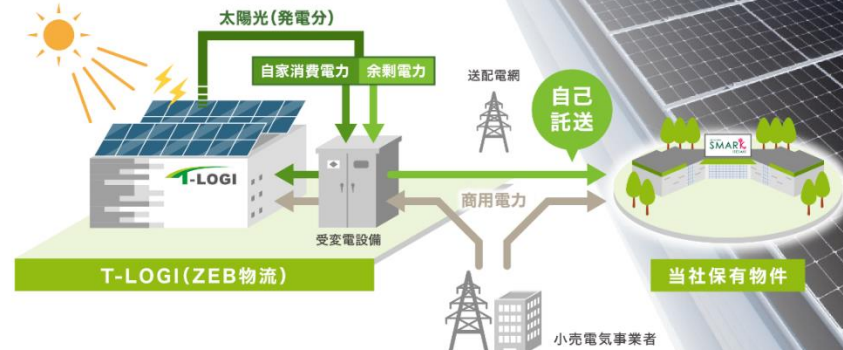 太陽光(発電分)
自家消費電力
余剰電力
送配電網
自己
託送
SMARK
T-LOGI
商用電力
受変電設備
T-LOGI(ZEB物流)
当社保有物件
小売電気事業者